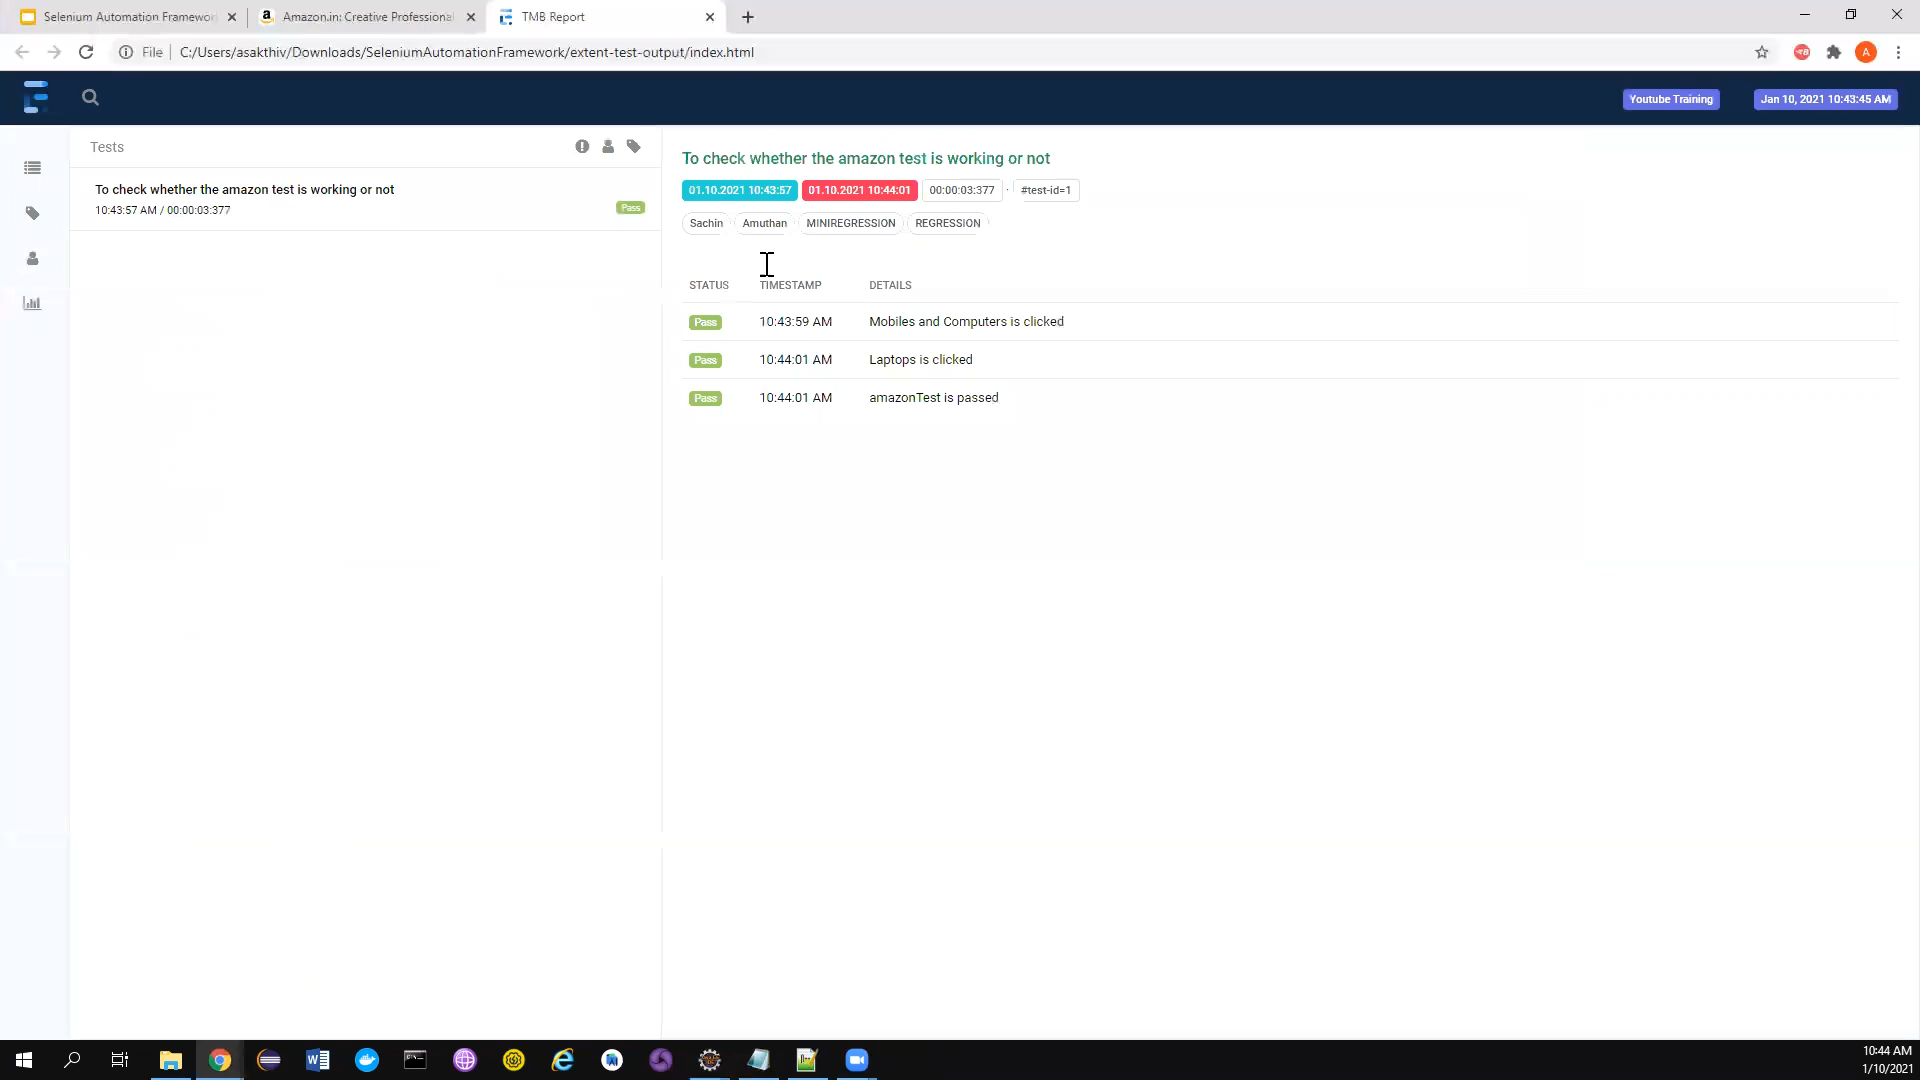 Selenium Automation Framewor
Amazon.in: Creative Professional
TMB Report
File | C:/Users/asakthiv/Downloads/SeleniumAutomationFramework/extent-test-output/index.html
A
Youtube Training
Jan 10, 2021 10:43:45 AM
Tests
To check whether the amazon test is working or not
10:43:57 AM / 00:00:03:377
Pass
To check whether the amazon test is working or not
01.10.2021 10:43:57 01.10.2021 10:44:01 00:00:03:377 · #test-id=1
Sachin Amuthan MINIREGRESSION REGRESSION
STATUS TIMESTAMP DETAILS
Pass 10:43:59 AM Mobiles and Computers is clicked
Pass 10:44:01 AM Laptops is clicked
Pass 10:44:01 AM amazonTest is passed
10:44 AM
1/10/2021